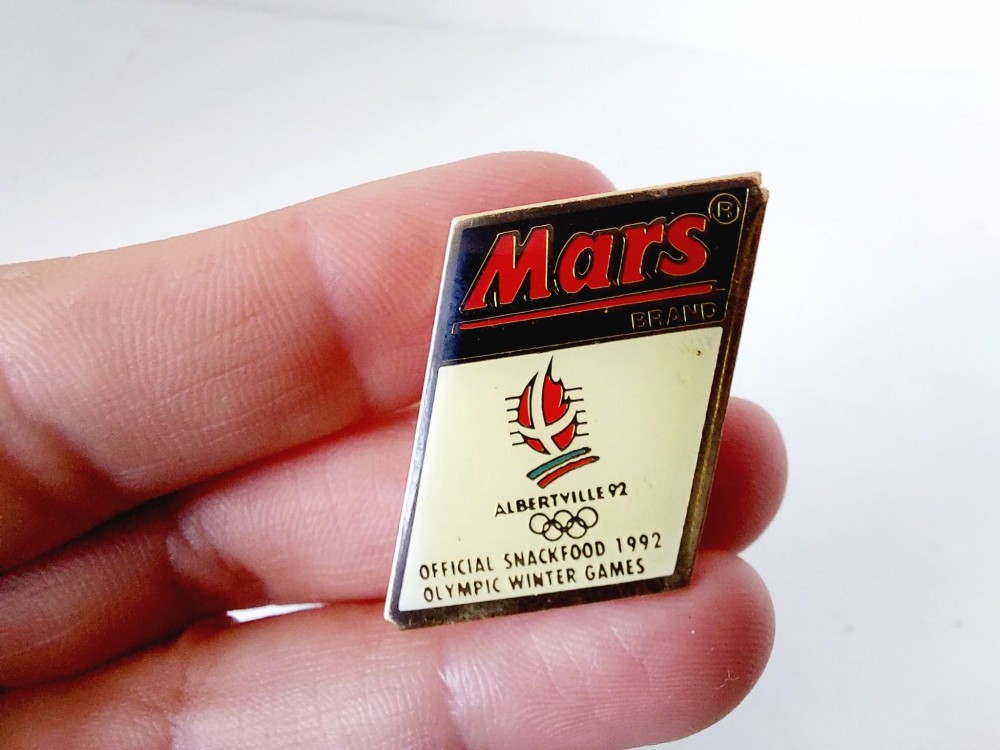 Mars ®
BRAND
ALBERTVILLE 92
OFFICIAL SNACKFOOD 1992
OLYMPIC WINTER GAMES